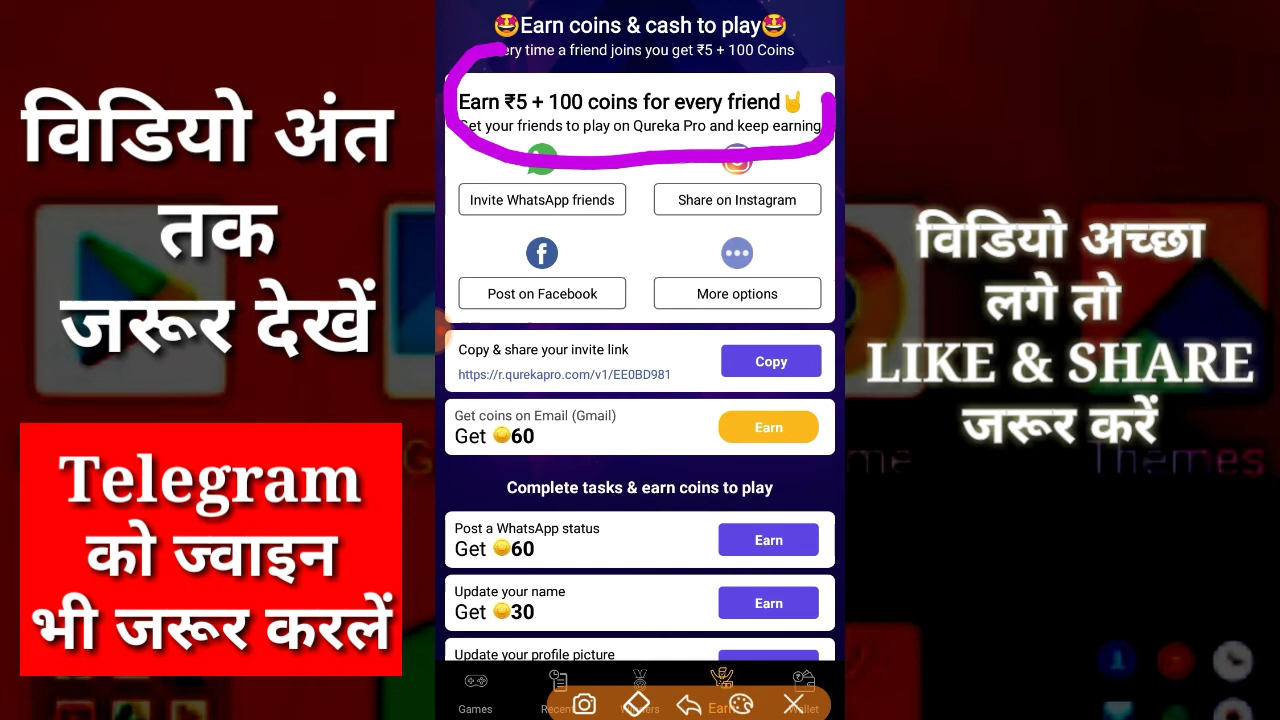 विडियो अंत
तक
जरूर देखें
Telegram
को ज्वाइन
भी जरूर करलें
🤩Earn coins & cash to play🤩
time a friend joins you get ₹5 + 100 Coins
Earn ₹5 + 100 coins for every friend🤘
Get your friends to play on Qureka Pro and keep earning
Invite WhatsApp friends
Share on Instagram
Post on Facebook
More options
Copy & share your invite link
https://r.qurekapro.com/v1/EE0BD981
Copy
Get coins on Email (Gmail)
Get 60
Earn
Complete tasks & earn coins to play
Post a WhatsApp status
Get 60
Earn
Update your name
Get 30
Earn
Update your profile picture
Games
Earn
विडियो अच्छा
लगे तो
LIKE & SHARE
जरूर करें
Themes